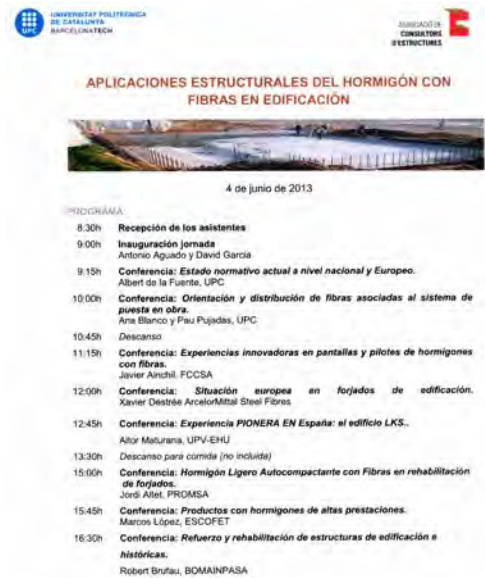 UNIVERSITAT POLITÈCNICA
DE CATALUNYA
BARCELONATECH
UPC
ASSOCIACIÓ DE
CONSULTORS
D'ESTRUCTURES
APLICACIONES ESTRUCTURALES DEL HORMIGÓN CON
FIBRAS EN EDIFICACIÓN
4 de junio de 2013
PROGRAMA:
8:30h Recepción de los asistentes
9:00h Inauguración jornada
Antonio Aguado y David García
9:15h Conferencia: Estado normativo actual a nivel nacional y Europeo.
Albert de la Fuente, UPC
10:00h Conferencia: Orientación y distribución de fibras asociadas al sistema de
puesta en obra.
Ana Blanco y Pau Pujadas, UPC
10:45h Descanso
11:15h Conferencia: Experiencias innovadoras en pantallas y pilotes de hormigones
con fibras.
Javier Ainchil, FCCSA
12:00h Conferencia: Situación europea en forjados de edificación.
Xavier Destrée ArcelorMittal Steel Fibres
12:45h Conferencia: Experiencia PIONERA EN España: el edificio LKS..
Aitor Maturana, UPV-EHU
13:30h Descanso para comida (no incluida)
15:00h Conferencia: Hormigón Ligero Autocompactante con Fibras en rehabilitación
de forjados.
Jordi Altet, PROMSA
15:45h Conferencia: Productos con hormigones de altas prestaciones.
Marcos López, ESCOFET
16:30h Conferencia: Refuerzo y rehabilitación de estructuras de edificación e
históricas.
Robert Brufau, BOMAINPASA